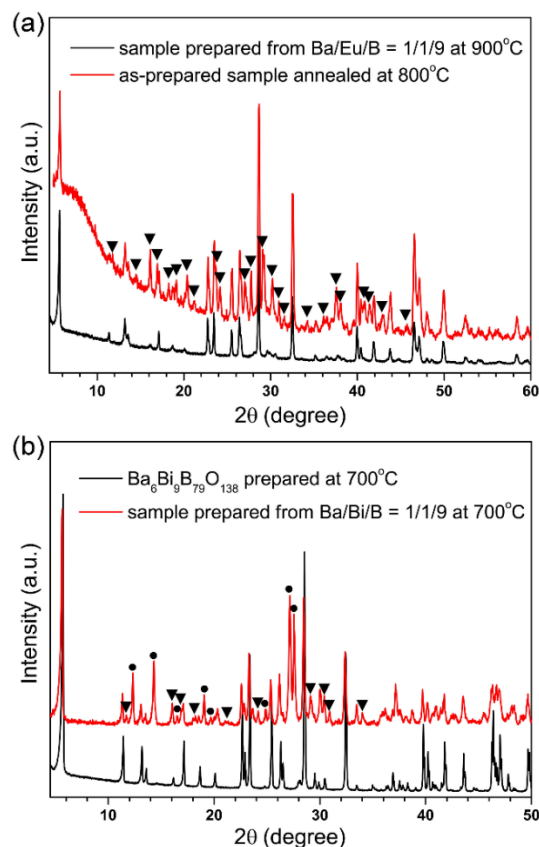 (a)
sample prepared from Ba/Eu/B = 1/1/9 at 900°C
as-prepared sample annealed at 800°C
Intensity (a.u.)
10 20 30 40 50 60
2θ (degree)
(b)
Ba₆Bi₉B₇₉O₁₃₈ prepared at 700°C
sample prepared from Ba/Bi/B = 1/1/9 at 700°C
Intensity (a.u.)
10 20 30 40 50
2θ (degree)